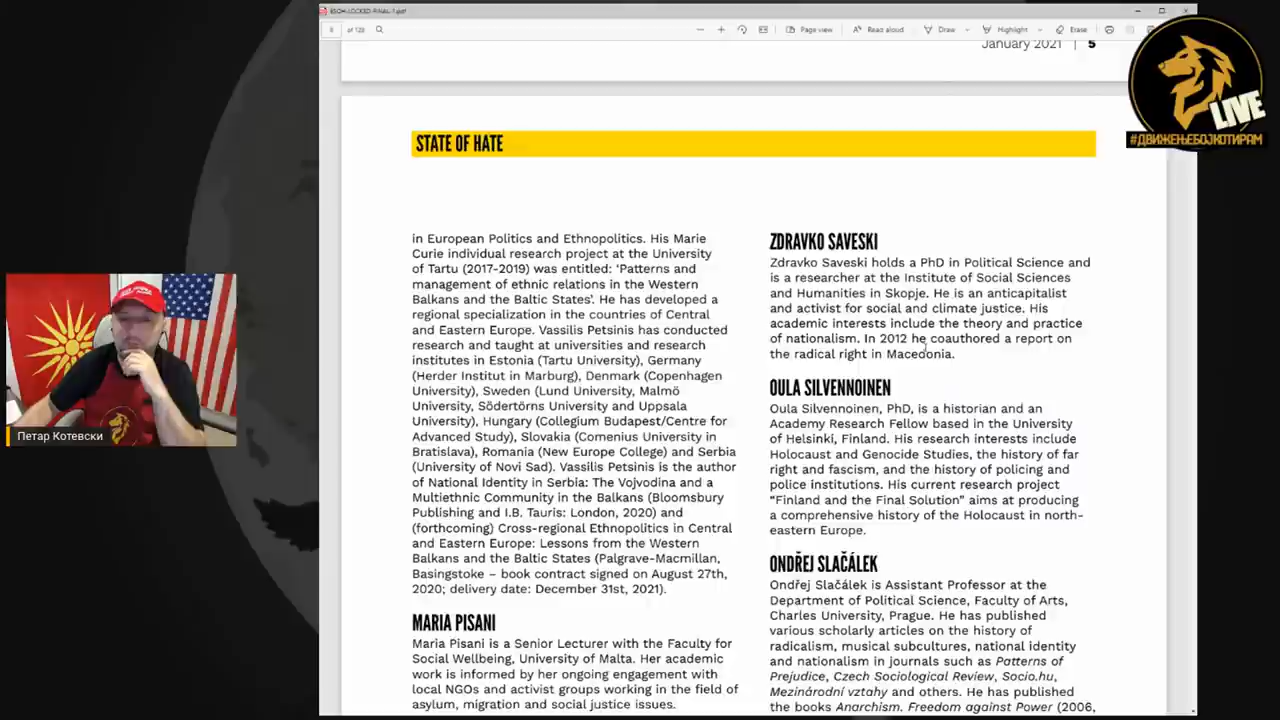 ESOH-LOCKED-FINAL-1.pdf
8 of 128
Page view
Read aloud
Draw
Highlight
Erase
January 2021 | 5
LIVE
#ДВИЖЕЊЕБОЈКОТИРАМ
STATE OF HATE
in European Politics and Ethnopolitics. His Marie
Curie individual research project at the University
of Tartu (2017-2019) was entitled: ‘Patterns and
management of ethnic relations in the Western
Balkans and the Baltic States’. He has developed a
regional specialization in the countries of Central
and Eastern Europe. Vassilis Petsinis has conducted
research and taught at universities and research
institutes in Estonia (Tartu University), Germany
(Herder Institut in Marburg), Denmark (Copenhagen
University), Sweden (Lund University, Malmö
University, Södertörns University and Uppsala
University), Hungary (Collegium Budapest/Centre for
Advanced Study), Slovakia (Comenius University in
Bratislava), Romania (New Europe College) and Serbia
(University of Novi Sad). Vassilis Petsinis is the author
of National Identity in Serbia: The Vojvodina and a
Multiethnic Community in the Balkans (Bloomsbury
Publishing and I.B. Tauris: London, 2020) and
(forthcoming) Cross-regional Ethnopolitics in Central
and Eastern Europe: Lessons from the Western
Balkans and the Baltic States (Palgrave-Macmillan,
Basingstoke – book contract signed on August 27th,
2020; delivery date: December 31st, 2021).
MARIA PISANI
Maria Pisani is a Senior Lecturer with the Faculty for
Social Wellbeing, University of Malta. Her academic
work is informed by her ongoing engagement with
local NGOs and activist groups working in the field of
asylum, migration and social justice issues.
ZDRAVKO SAVESKI
Zdravko Saveski holds a PhD in Political Science and
is a researcher at the Institute of Social Sciences
and Humanities in Skopje. He is an anticapitalist
and activist for social and climate justice. His
academic interests include the theory and practice
of nationalism. In 2012 he coauthored a report on
the radical right in Macedonia.
OULA SILVENNOINEN
Oula Silvennoinen, PhD, is a historian and an
Academy Research Fellow based in the University
of Helsinki, Finland. His research interests include
Holocaust and Genocide Studies, the history of far
right and fascism, and the history of policing and
police institutions. His current research project
“Finland and the Final Solution” aims at producing
a comprehensive history of the Holocaust in north-
eastern Europe.
ONDŘEJ SLAČÁLEK
Ondřej Slačálek is Assistant Professor at the
Department of Political Science, Faculty of Arts,
Charles University, Prague. He has published
various scholarly articles on the history of
radicalism, musical subcultures, national identity
and nationalism in journals such as Patterns of
Prejudice, Czech Sociological Review, Socio.hu,
Mezinárodní vztahy and others. He has published
the books Anarchism. Freedom against Power (2006,
Петар Котевски